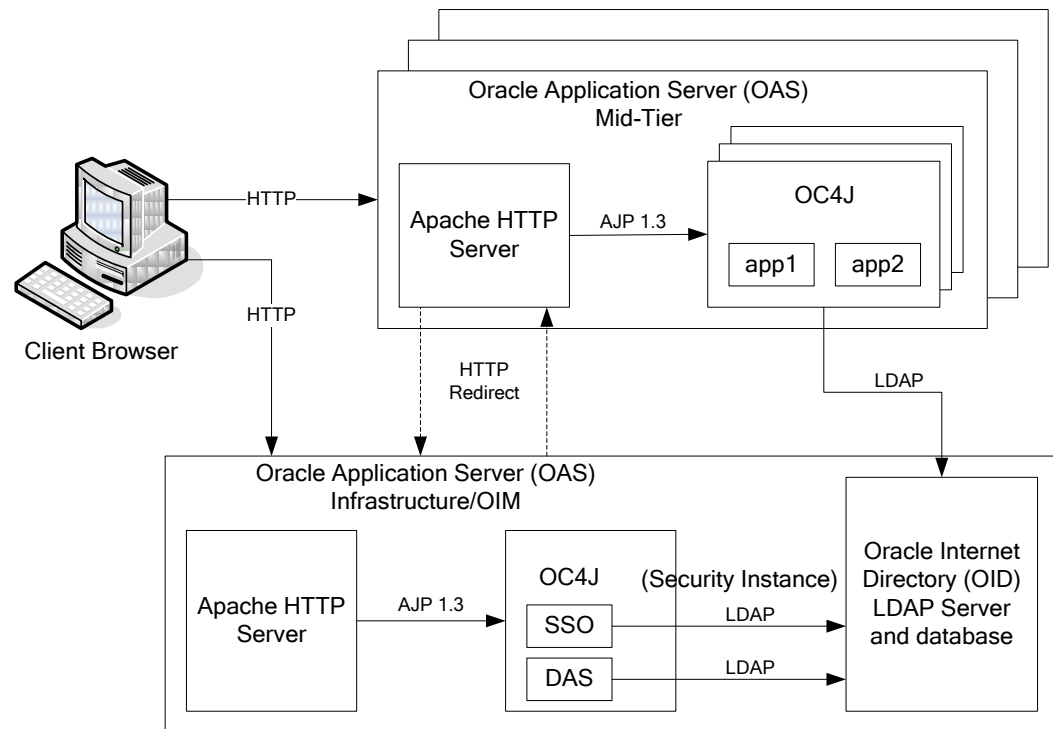 Oracle Application Server (OAS)
Mid-Tier
HTTP
Apache HTTP
Server
AJP 1.3
OC4J
app1
app2
HTTP
Client Browser
HTTP
Redirect
LDAP
Oracle Application Server (OAS)
Infrastructure/OIM
Apache HTTP
Server
AJP 1.3
OC4J
(Security Instance)
SSO
LDAP
DAS
LDAP
Oracle Internet
Directory (OID)
LDAP Server
and database